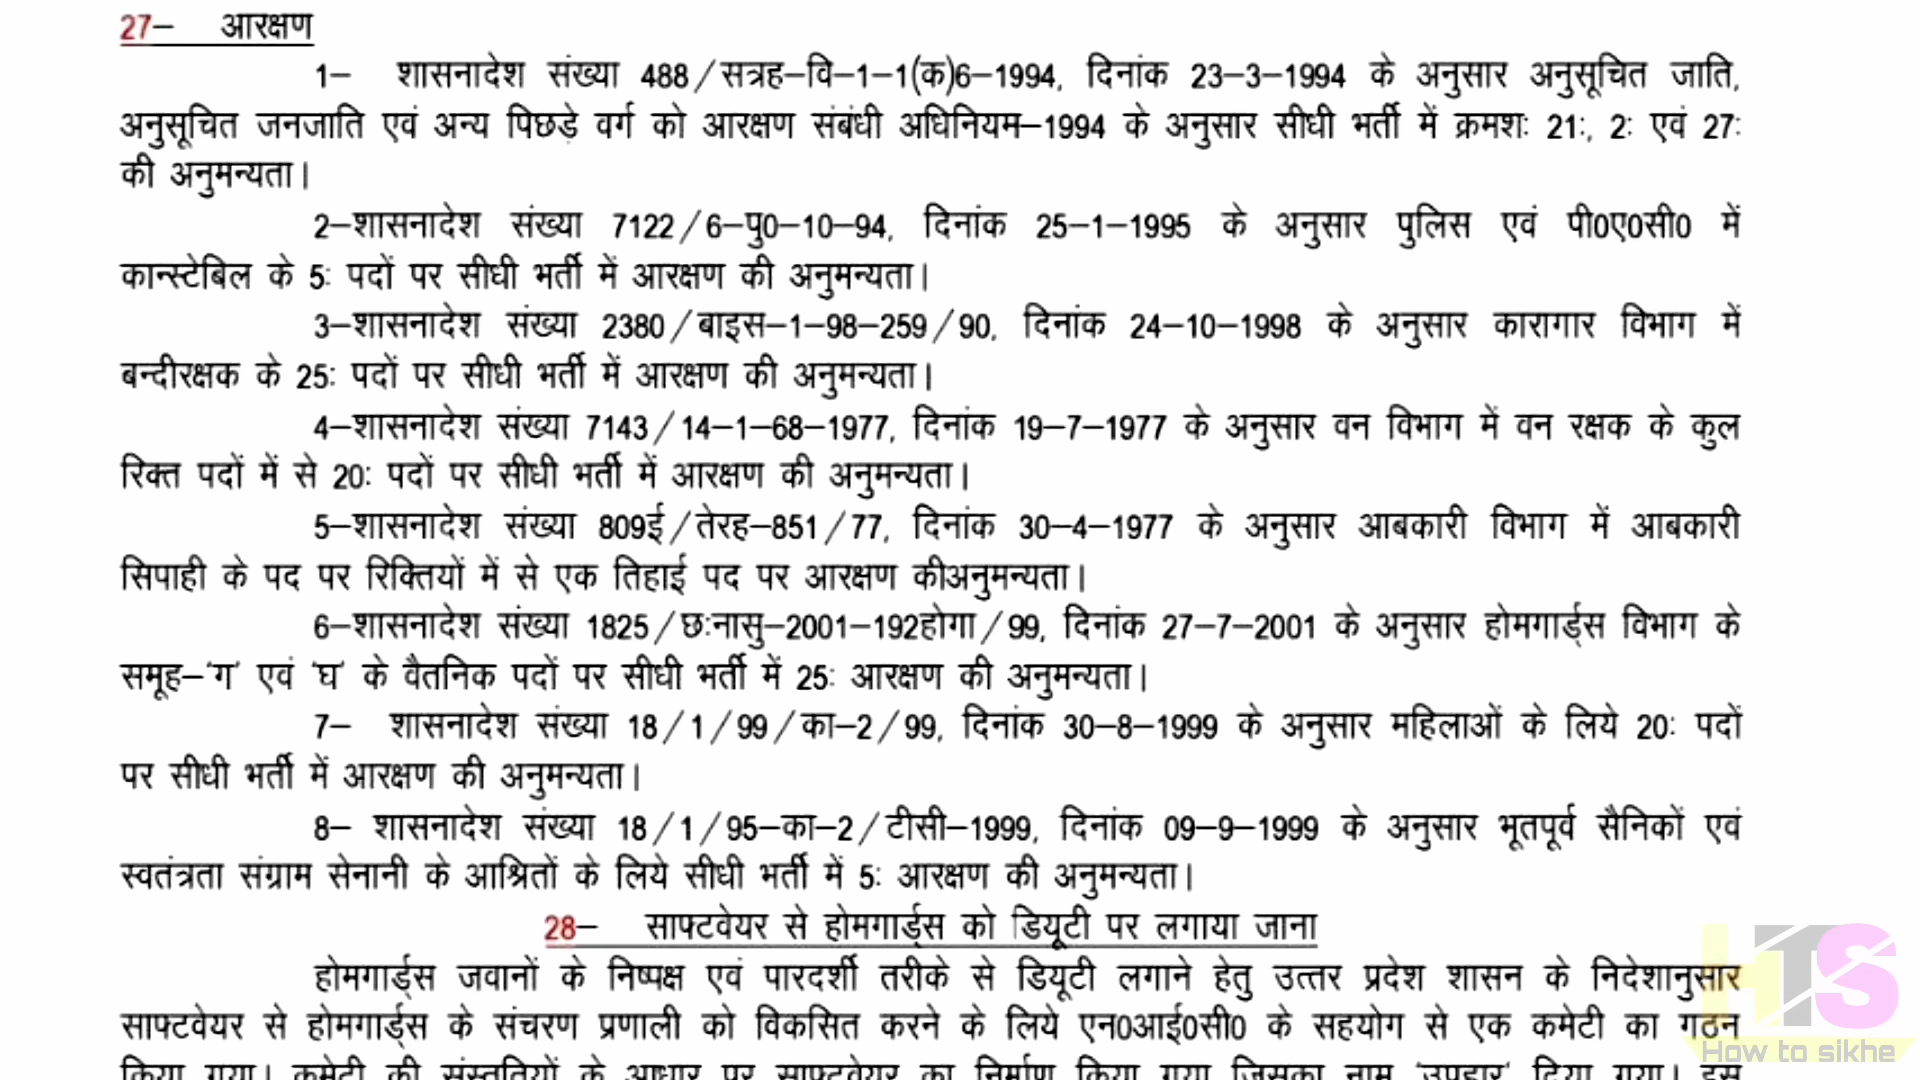 27– आरक्षण
1– शासनादेश संख्या 488/सत्रह–वि–1–1(क)6–1994, दिनांक 23–3–1994 के अनुसार अनुसूचित जाति,
अनुसूचित जनजाति एवं अन्य पिछड़े वर्ग को आरक्षण संबंधी अधिनियम–1994 के अनुसार सीधी भर्ती में क्रमशः 21ः, 2ः एवं 27ः
की अनुमन्यता।
2–शासनादेश संख्या 7122/6–पु0–10–94, दिनांक 25–1–1995 के अनुसार पुलिस एवं पी0ए0सी0 में
कान्स्टेबिल के 5ः पदों पर सीधी भर्ती में आरक्षण की अनुमन्यता।
3–शासनादेश संख्या 2380/बाइस–1–98–259/90, दिनांक 24–10–1998 के अनुसार कारागार विभाग में
बन्दीरक्षक के 25ः पदों पर सीधी भर्ती में आरक्षण की अनुमन्यता।
4–शासनादेश संख्या 7143/14–1–68–1977, दिनांक 19–7–1977 के अनुसार वन विभाग में वन रक्षक के कुल
रिक्त पदों में से 20ः पदों पर सीधी भर्ती में आरक्षण की अनुमन्यता।
5–शासनादेश संख्या 809ई/तेरह–851/77, दिनांक 30–4–1977 के अनुसार आबकारी विभाग में आबकारी
सिपाही के पद पर रिक्तियों में से एक तिहाई पद पर आरक्षण कीअनुमन्यता।
6–शासनादेश संख्या 1825/छःनासु–2001–192होगा/99, दिनांक 27–7–2001 के अनुसार होमगार्ड्स विभाग के
समूह–'ग' एवं 'घ' के वैतनिक पदों पर सीधी भर्ती में 25ः आरक्षण की अनुमन्यता।
7– शासनादेश संख्या 18/1/99/का–2/99, दिनांक 30–8–1999 के अनुसार महिलाओं के लिये 20ः पदों
पर सीधी भर्ती में आरक्षण की अनुमन्यता।
8– शासनादेश संख्या 18/1/95–का–2/टीसी–1999, दिनांक 09–9–1999 के अनुसार भूतपूर्व सैनिकों एवं
स्वतंत्रता संग्राम सेनानी के आश्रितों के लिये सीधी भर्ती में 5ः आरक्षण की अनुमन्यता।
28– साफ्टवेयर से होमगार्ड्स को डियूटी पर लगाया जाना
होमगार्ड्स जवानों के निष्पक्ष एवं पारदर्शी तरीके से डियूटी लगाने हेतु उत्तर प्रदेश शासन के निदेशानुसार
साफ्टवेयर से होमगार्ड्स के संचरण प्रणाली को विकसित करने के लिये एन0आई0सी0 के सहयोग से एक कमेटी का गठन
किया गया। कमेटी की संस्तुतियों के आधार पर साफ्टवेयर का निर्माण किया गया जिसका नाम 'उपहार' दिया गया। इस
HTS
How to sikhe